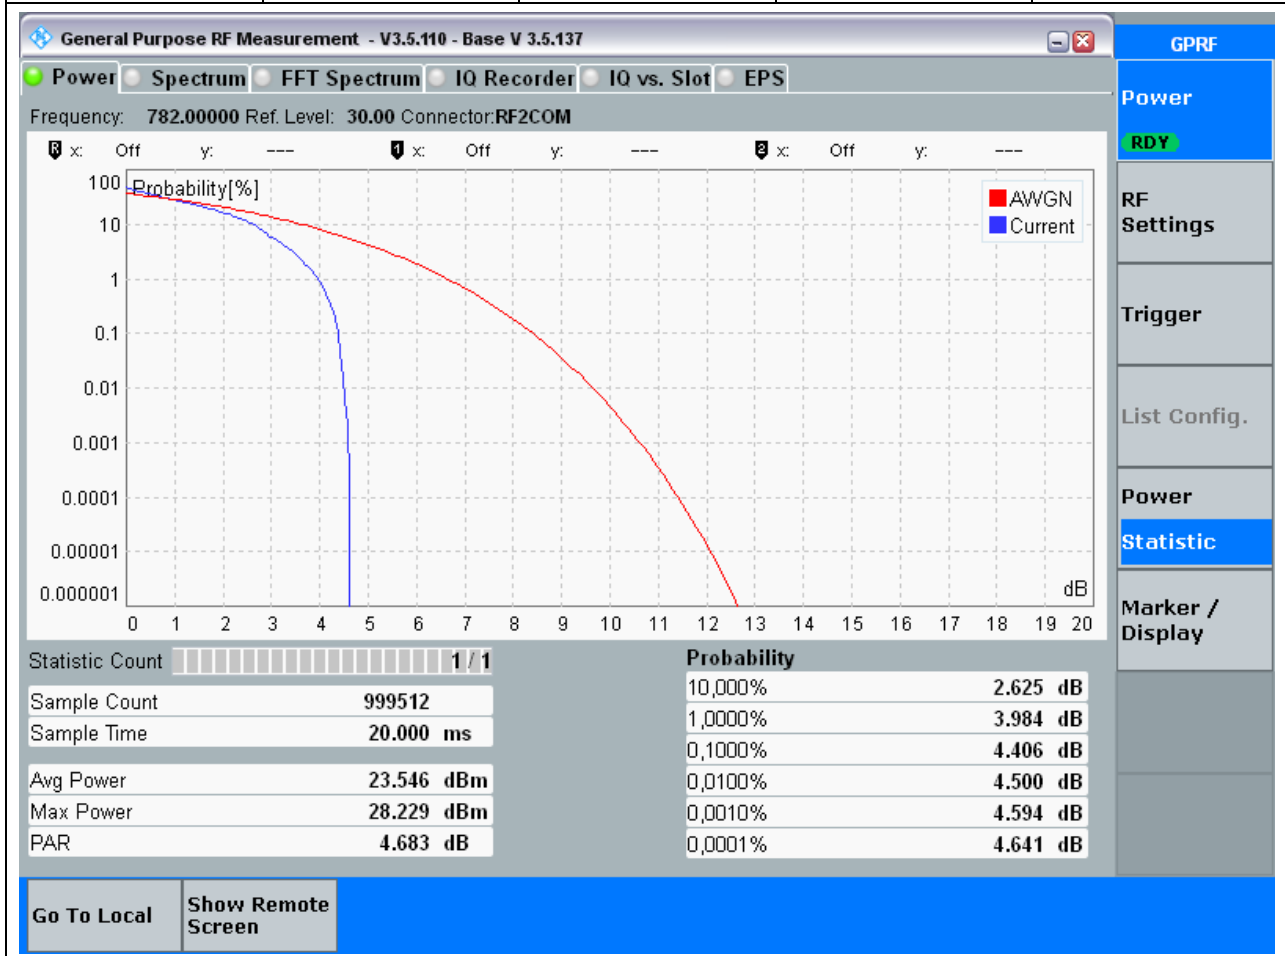 General Purpose RF Measurement - V3.5.110 - Base V 3.5.137
GPRF
Power Spectrum FFT Spectrum IQ Recorder IQ vs. Slot EPS
Frequency: 782.00000 Ref. Level: 30.00 Connector:RF2COM
R x: Off y: --- 1 x: Off y: --- 2 x: Off y: ---
Probability[%]
AWGN
Current
100
10
1
0.1
0.01
0.001
0.0001
0.00001
0.000001
dB
0 1 2 3 4 5 6 7 8 9 10 11 12 13 14 15 16 17 18 19 20
Statistic Count 1 / 1
Sample Count 999512
Sample Time 20.000 ms
Avg Power 23.546 dBm
Max Power 28.229 dBm
PAR 4.683 dB
Probability
10,000% 2.625 dB
1,0000% 3.984 dB
0,1000% 4.406 dB
0,0100% 4.500 dB
0,0010% 4.594 dB
0,0001% 4.641 dB
Power
RDY
RF
Settings
Trigger
List Config.
Power
Statistic
Marker /
Display
Go To Local
Show Remote
Screen